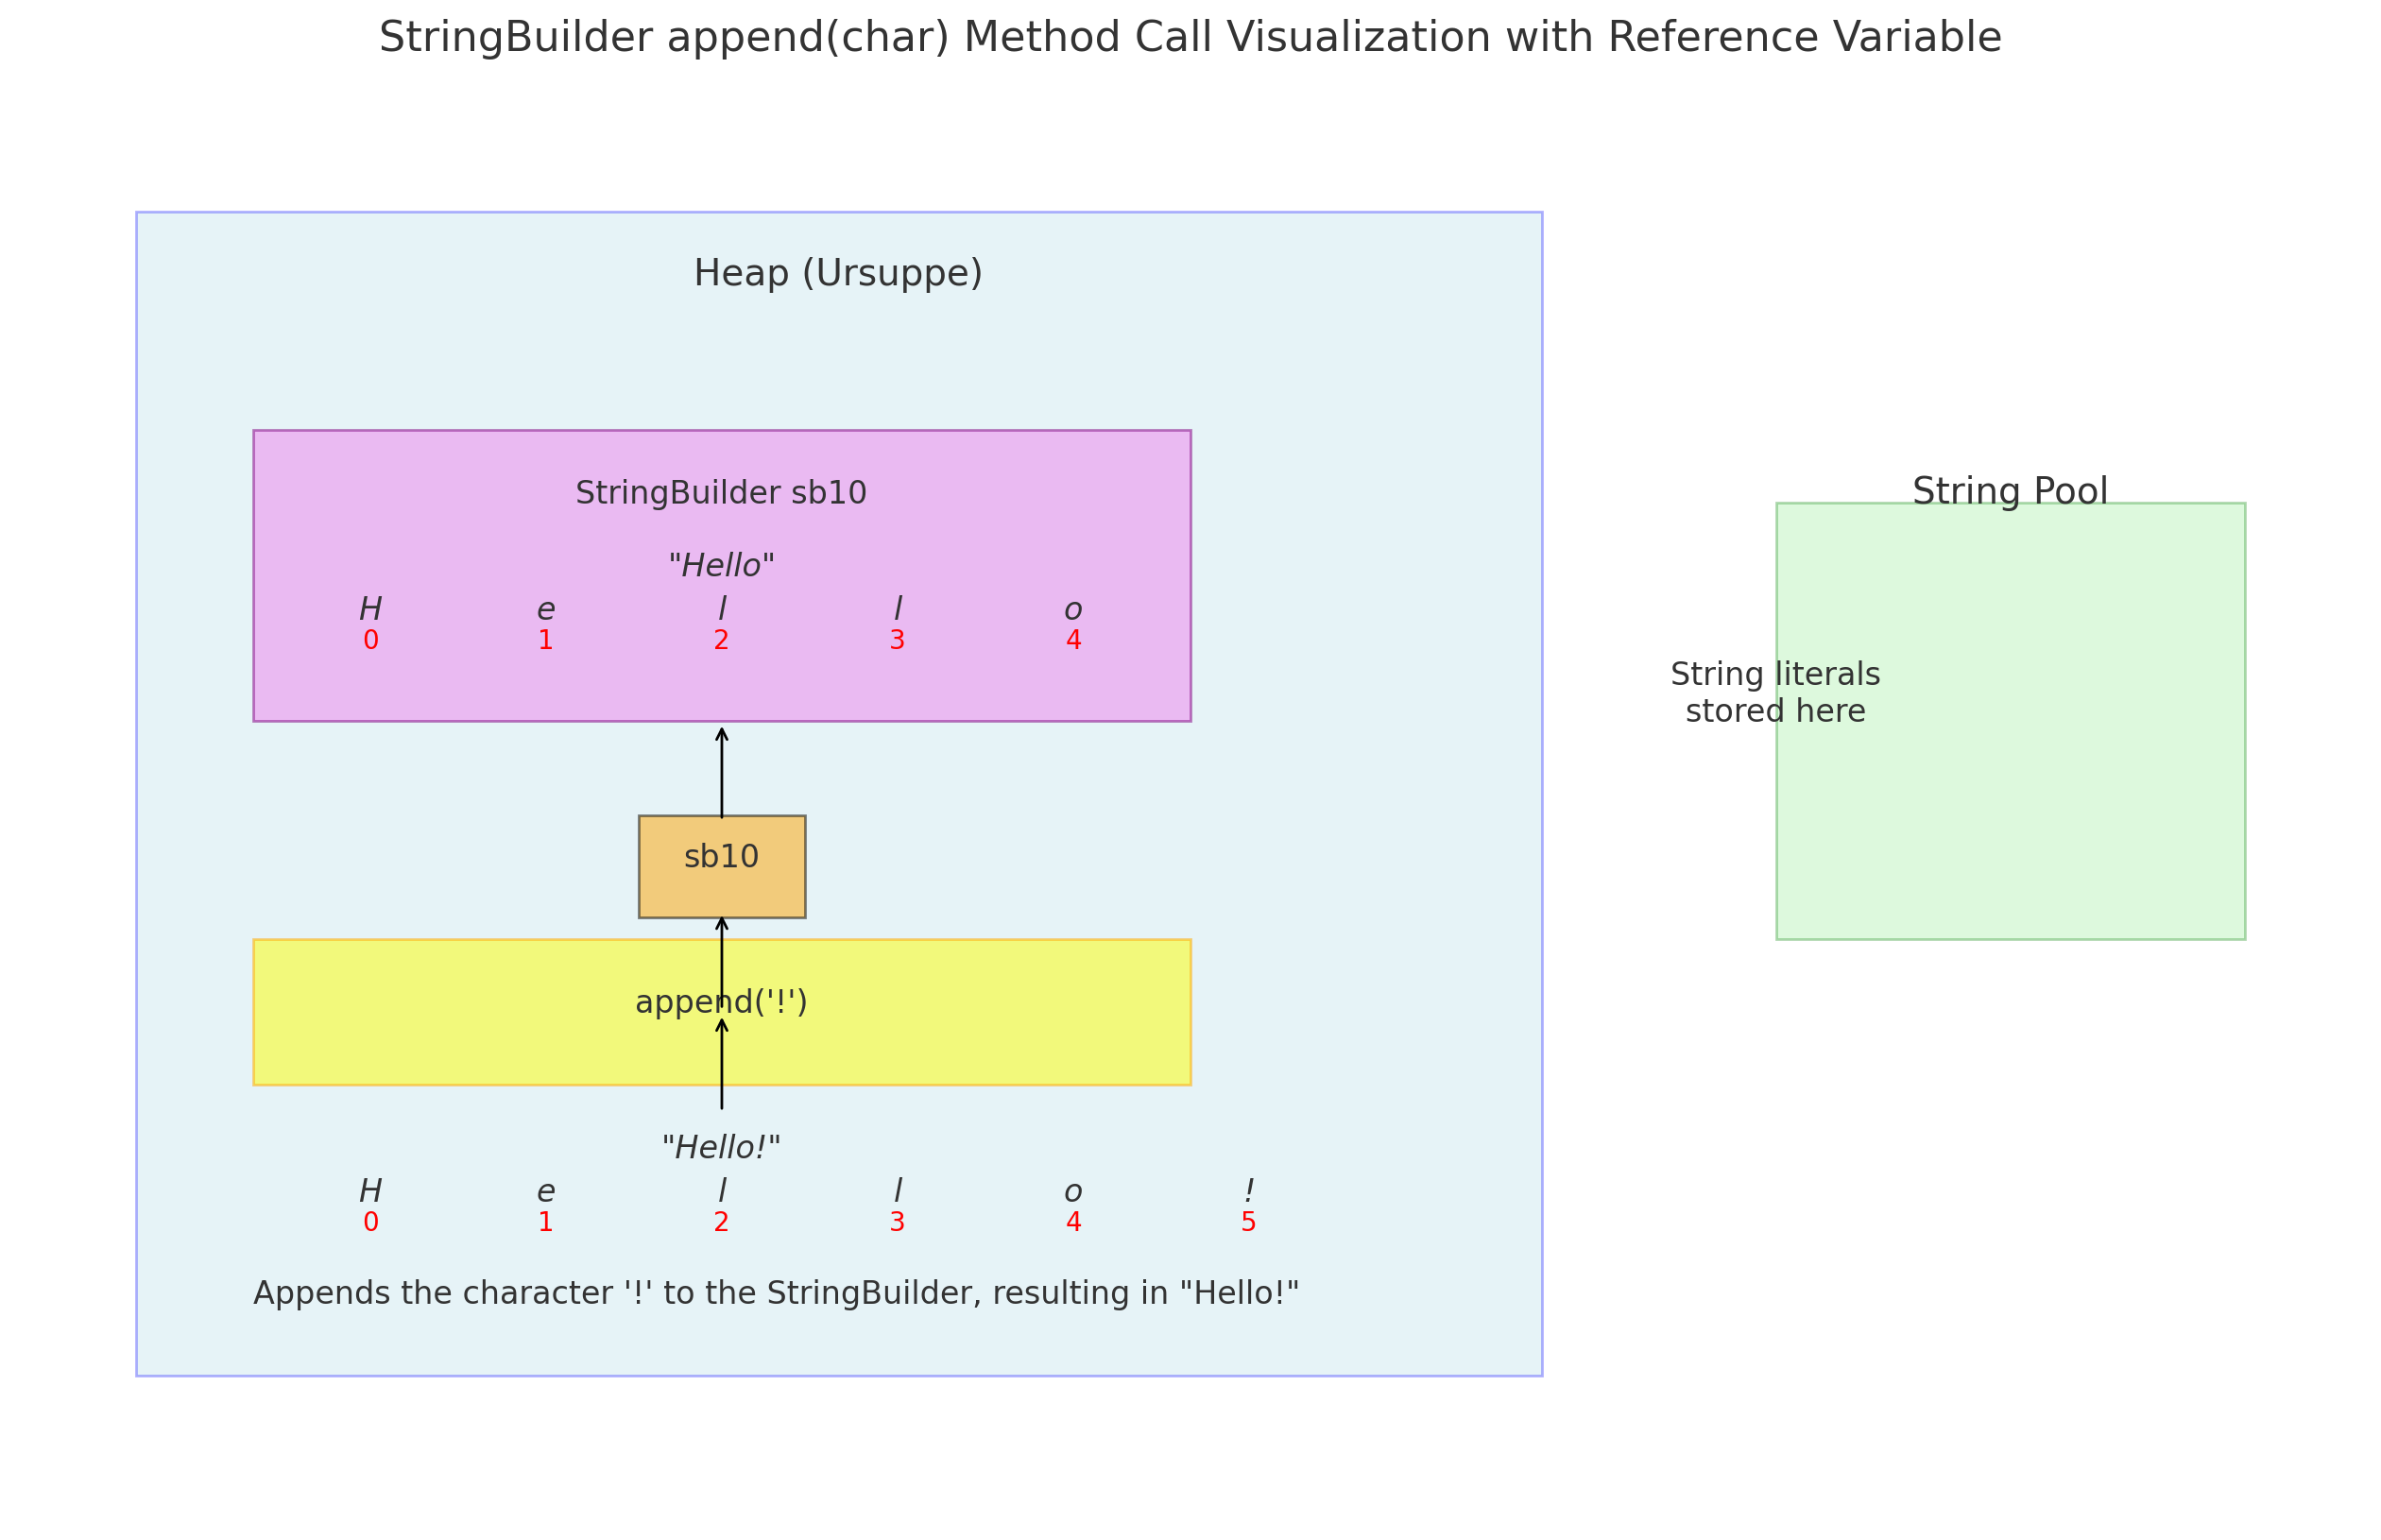 StringBuilder append(char) Method Call Visualization with Reference Variable
Heap (Ursuppe)
StringBuilder sb10
"Hello"
H e l l o
0 1 2 3 4
sb10
append('!')
"Hello!"
H e l l o !
0 1 2 3 4 5
Appends the character '!' to the StringBuilder, resulting in "Hello!"
String Pool
String literals
stored here